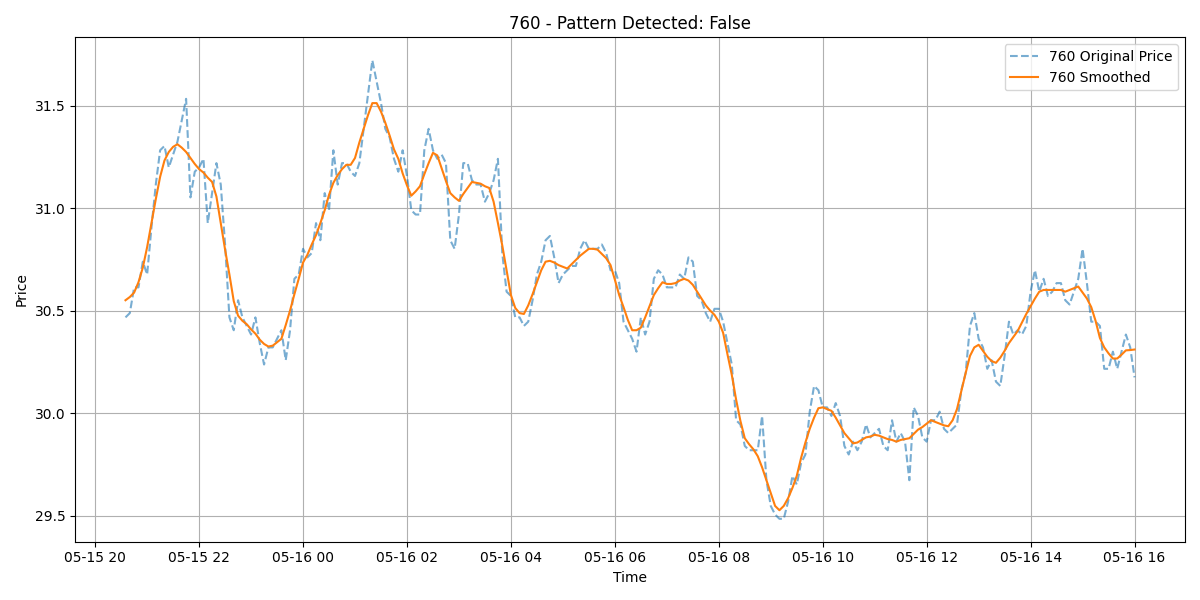 760 - Pattern Detected: False
760 Original Price
760 Smoothed
Price
31.5
31.0
30.5
30.0
29.5
05-15 20 05-15 22 05-16 00 05-16 02 05-16 04 05-16 06 05-16 08 05-16 10 05-16 12 05-16 14 05-16 16
Time